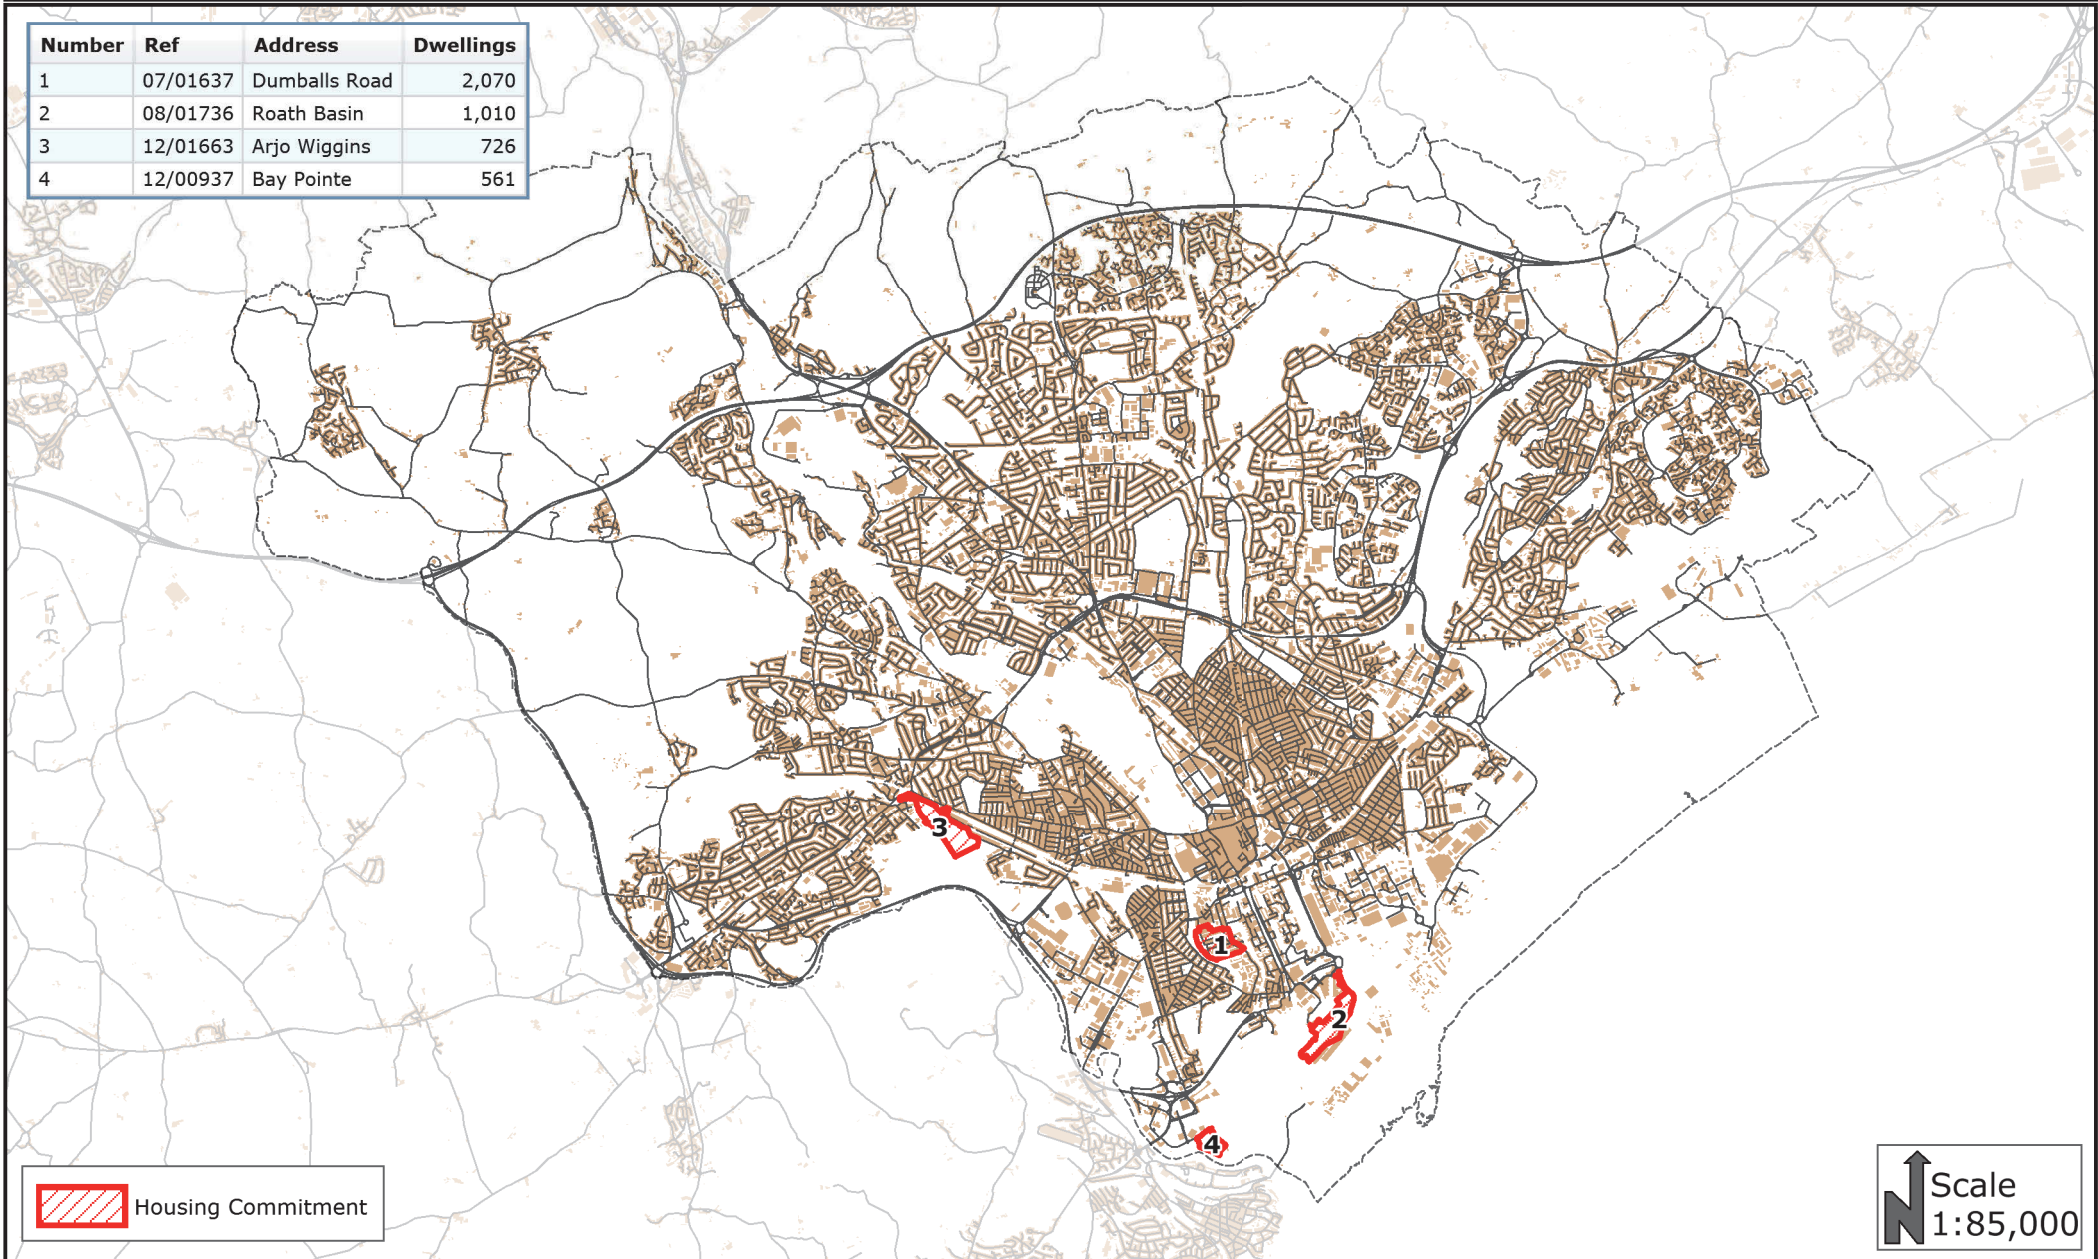 Number Ref Address Dwellings
1 07/01637 Dumballs Road 2,070
2 08/01736 Roath Basin 1,010
3 12/01663 Arjo Wiggins 726
4 12/00937 Bay Pointe 561
3
1
2
4
Housing Commitment
N Scale
1:85,000